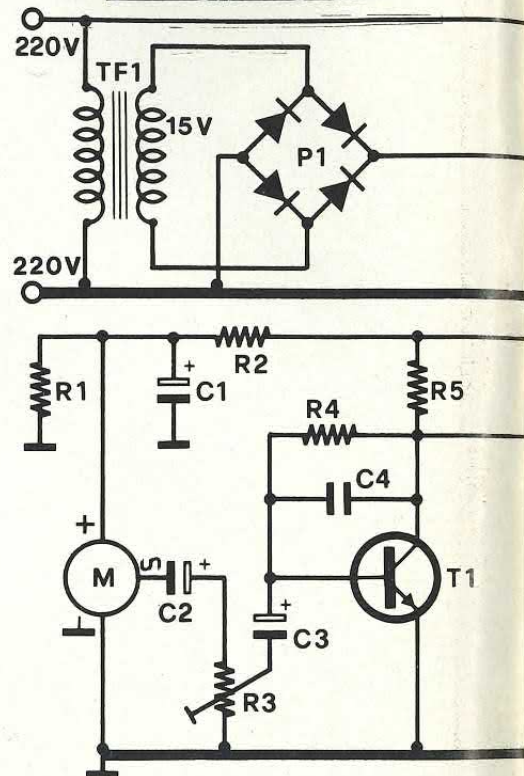 220V
TF1
15V
P1
220V
R1
+
C1
R2
R5
R4
C4
+
M
S
+
C2
+
C3
T1
R3